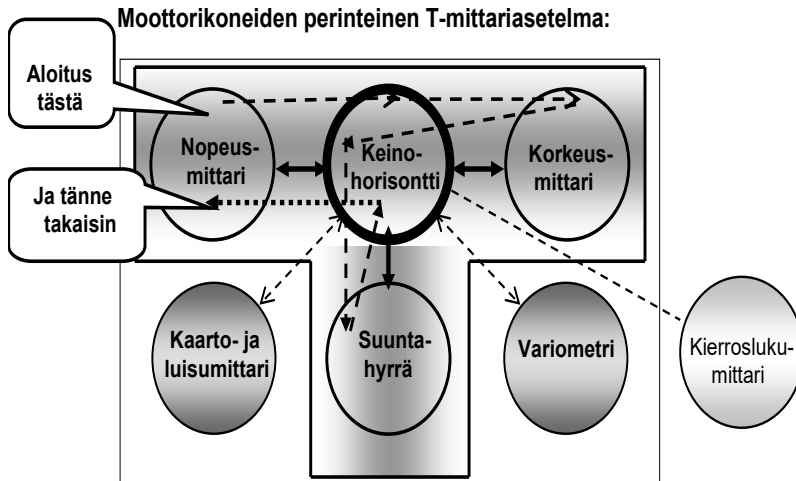 Moottorikoneiden perinteinen T-mittariasetelma:
Aloitus
tästä
Nopeus-
mittari
Keino-
horisontti
Korkeus-
mittari
Ja tänne
takaisin
Kaarto- ja
luisumittari
Suunta-
hyrrä
Variometri
Kierrosluku-
mittari